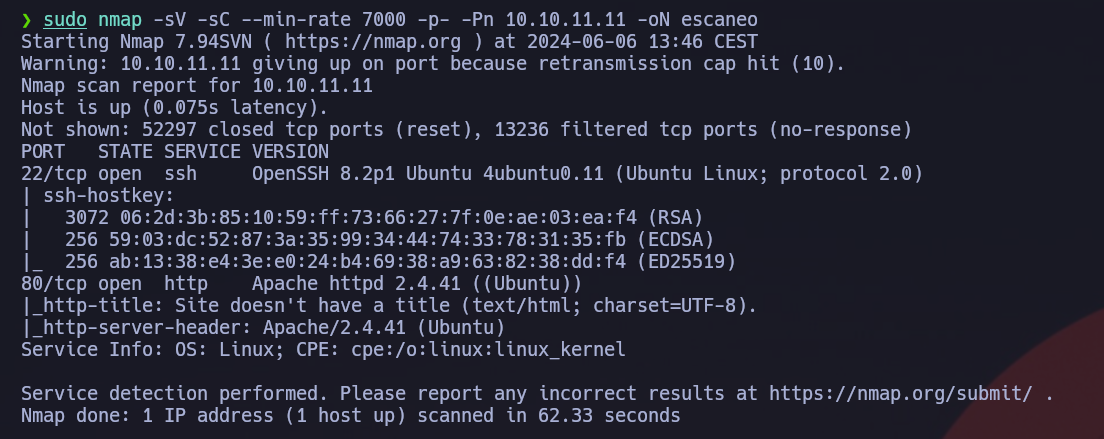 ❯ sudo nmap -sV -sC --min-rate 7000 -p- -Pn 10.10.11.11 -oN escaneo
Starting Nmap 7.94SVN ( https://nmap.org ) at 2024-06-06 13:46 CEST
Warning: 10.10.11.11 giving up on port because retransmission cap hit (10).
Nmap scan report for 10.10.11.11
Host is up (0.075s latency).
Not shown: 52297 closed tcp ports (reset), 13236 filtered tcp ports (no-response)
PORT   STATE SERVICE VERSION
22/tcp open  ssh     OpenSSH 8.2p1 Ubuntu 4ubuntu0.11 (Ubuntu Linux; protocol 2.0)
| ssh-hostkey:
|   3072 06:2d:3b:85:10:59:ff:73:66:27:7f:0e:ae:03:ea:f4 (RSA)
|   256 59:03:dc:52:87:3a:35:99:34:44:74:33:78:31:35:fb (ECDSA)
|_  256 ab:13:38:e4:3e:e0:24:b4:69:38:a9:63:82:38:dd:f4 (ED25519)
80/tcp open  http    Apache httpd 2.4.41 ((Ubuntu))
|_http-title: Site doesn't have a title (text/html; charset=UTF-8).
|_http-server-header: Apache/2.4.41 (Ubuntu)
Service Info: OS: Linux; CPE: cpe:/o:linux:linux_kernel

Service detection performed. Please report any incorrect results at https://nmap.org/submit/ .
Nmap done: 1 IP address (1 host up) scanned in 62.33 seconds